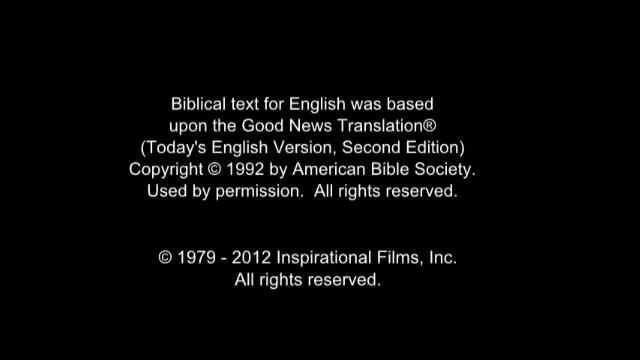 Biblical text for English was based
upon the Good News Translation®
(Today's English Version, Second Edition)
Copyright © 1992 by American Bible Society.
Used by permission.  All rights reserved.
© 1979 - 2012 Inspirational Films, Inc.
All rights reserved.